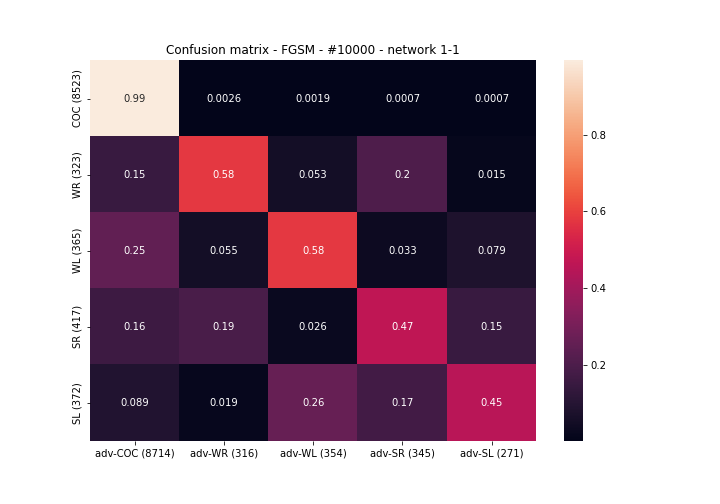 Confusion matrix - FGSM - #10000 - network 1-1
COC (8523)
0.99 0.0026 0.0019 0.0007 0.0007
WR (323)
0.15 0.58 0.053 0.2 0.015
WL (365)
0.25 0.055 0.58 0.033 0.079
SR (417)
0.16 0.19 0.026 0.47 0.15
SL (372)
0.089 0.019 0.26 0.17 0.45
adv-COC (8714) adv-WR (316) adv-WL (354) adv-SR (345) adv-SL (271)
0.8
0.6
0.4
0.2